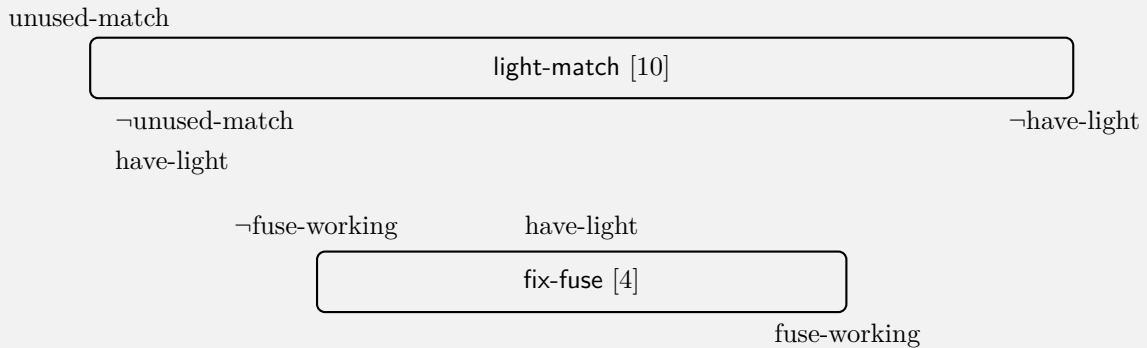 unused-match
light-match [10]
¬unused-match ¬have-light
have-light
¬fuse-working have-light
fix-fuse [4]
fuse-working